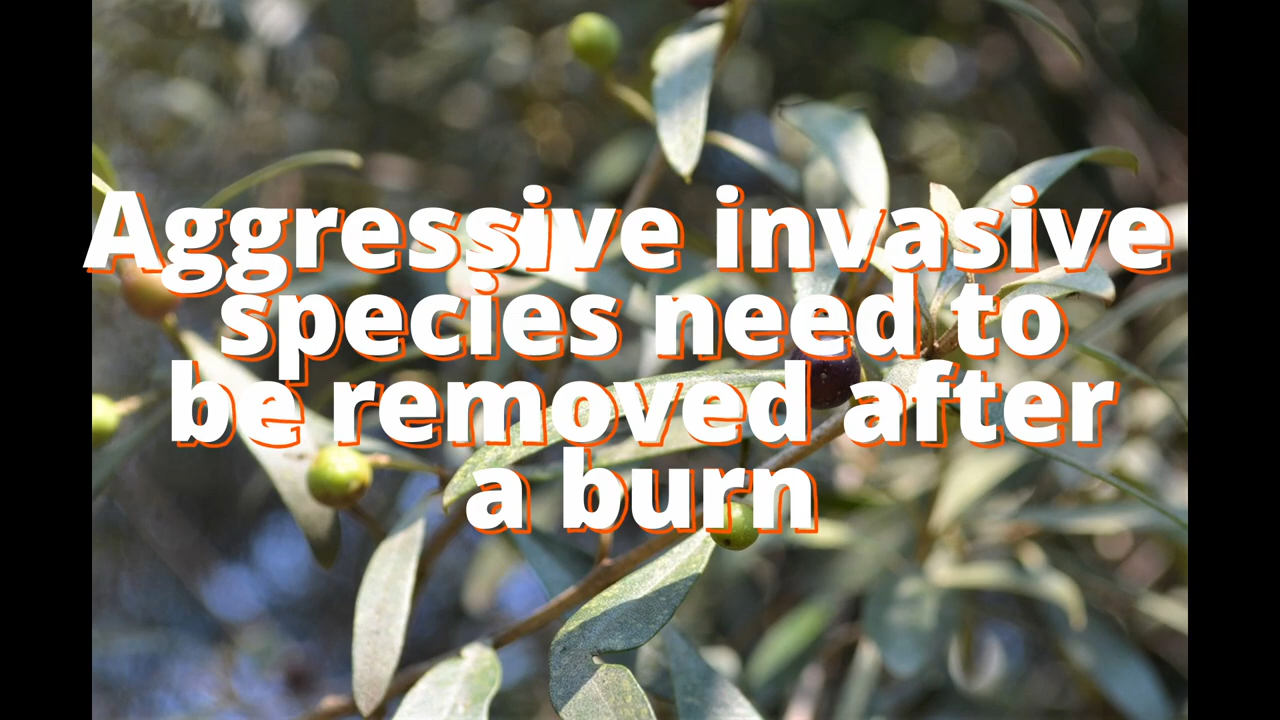 Aggressive invasive
species need to
be removed after
a burn